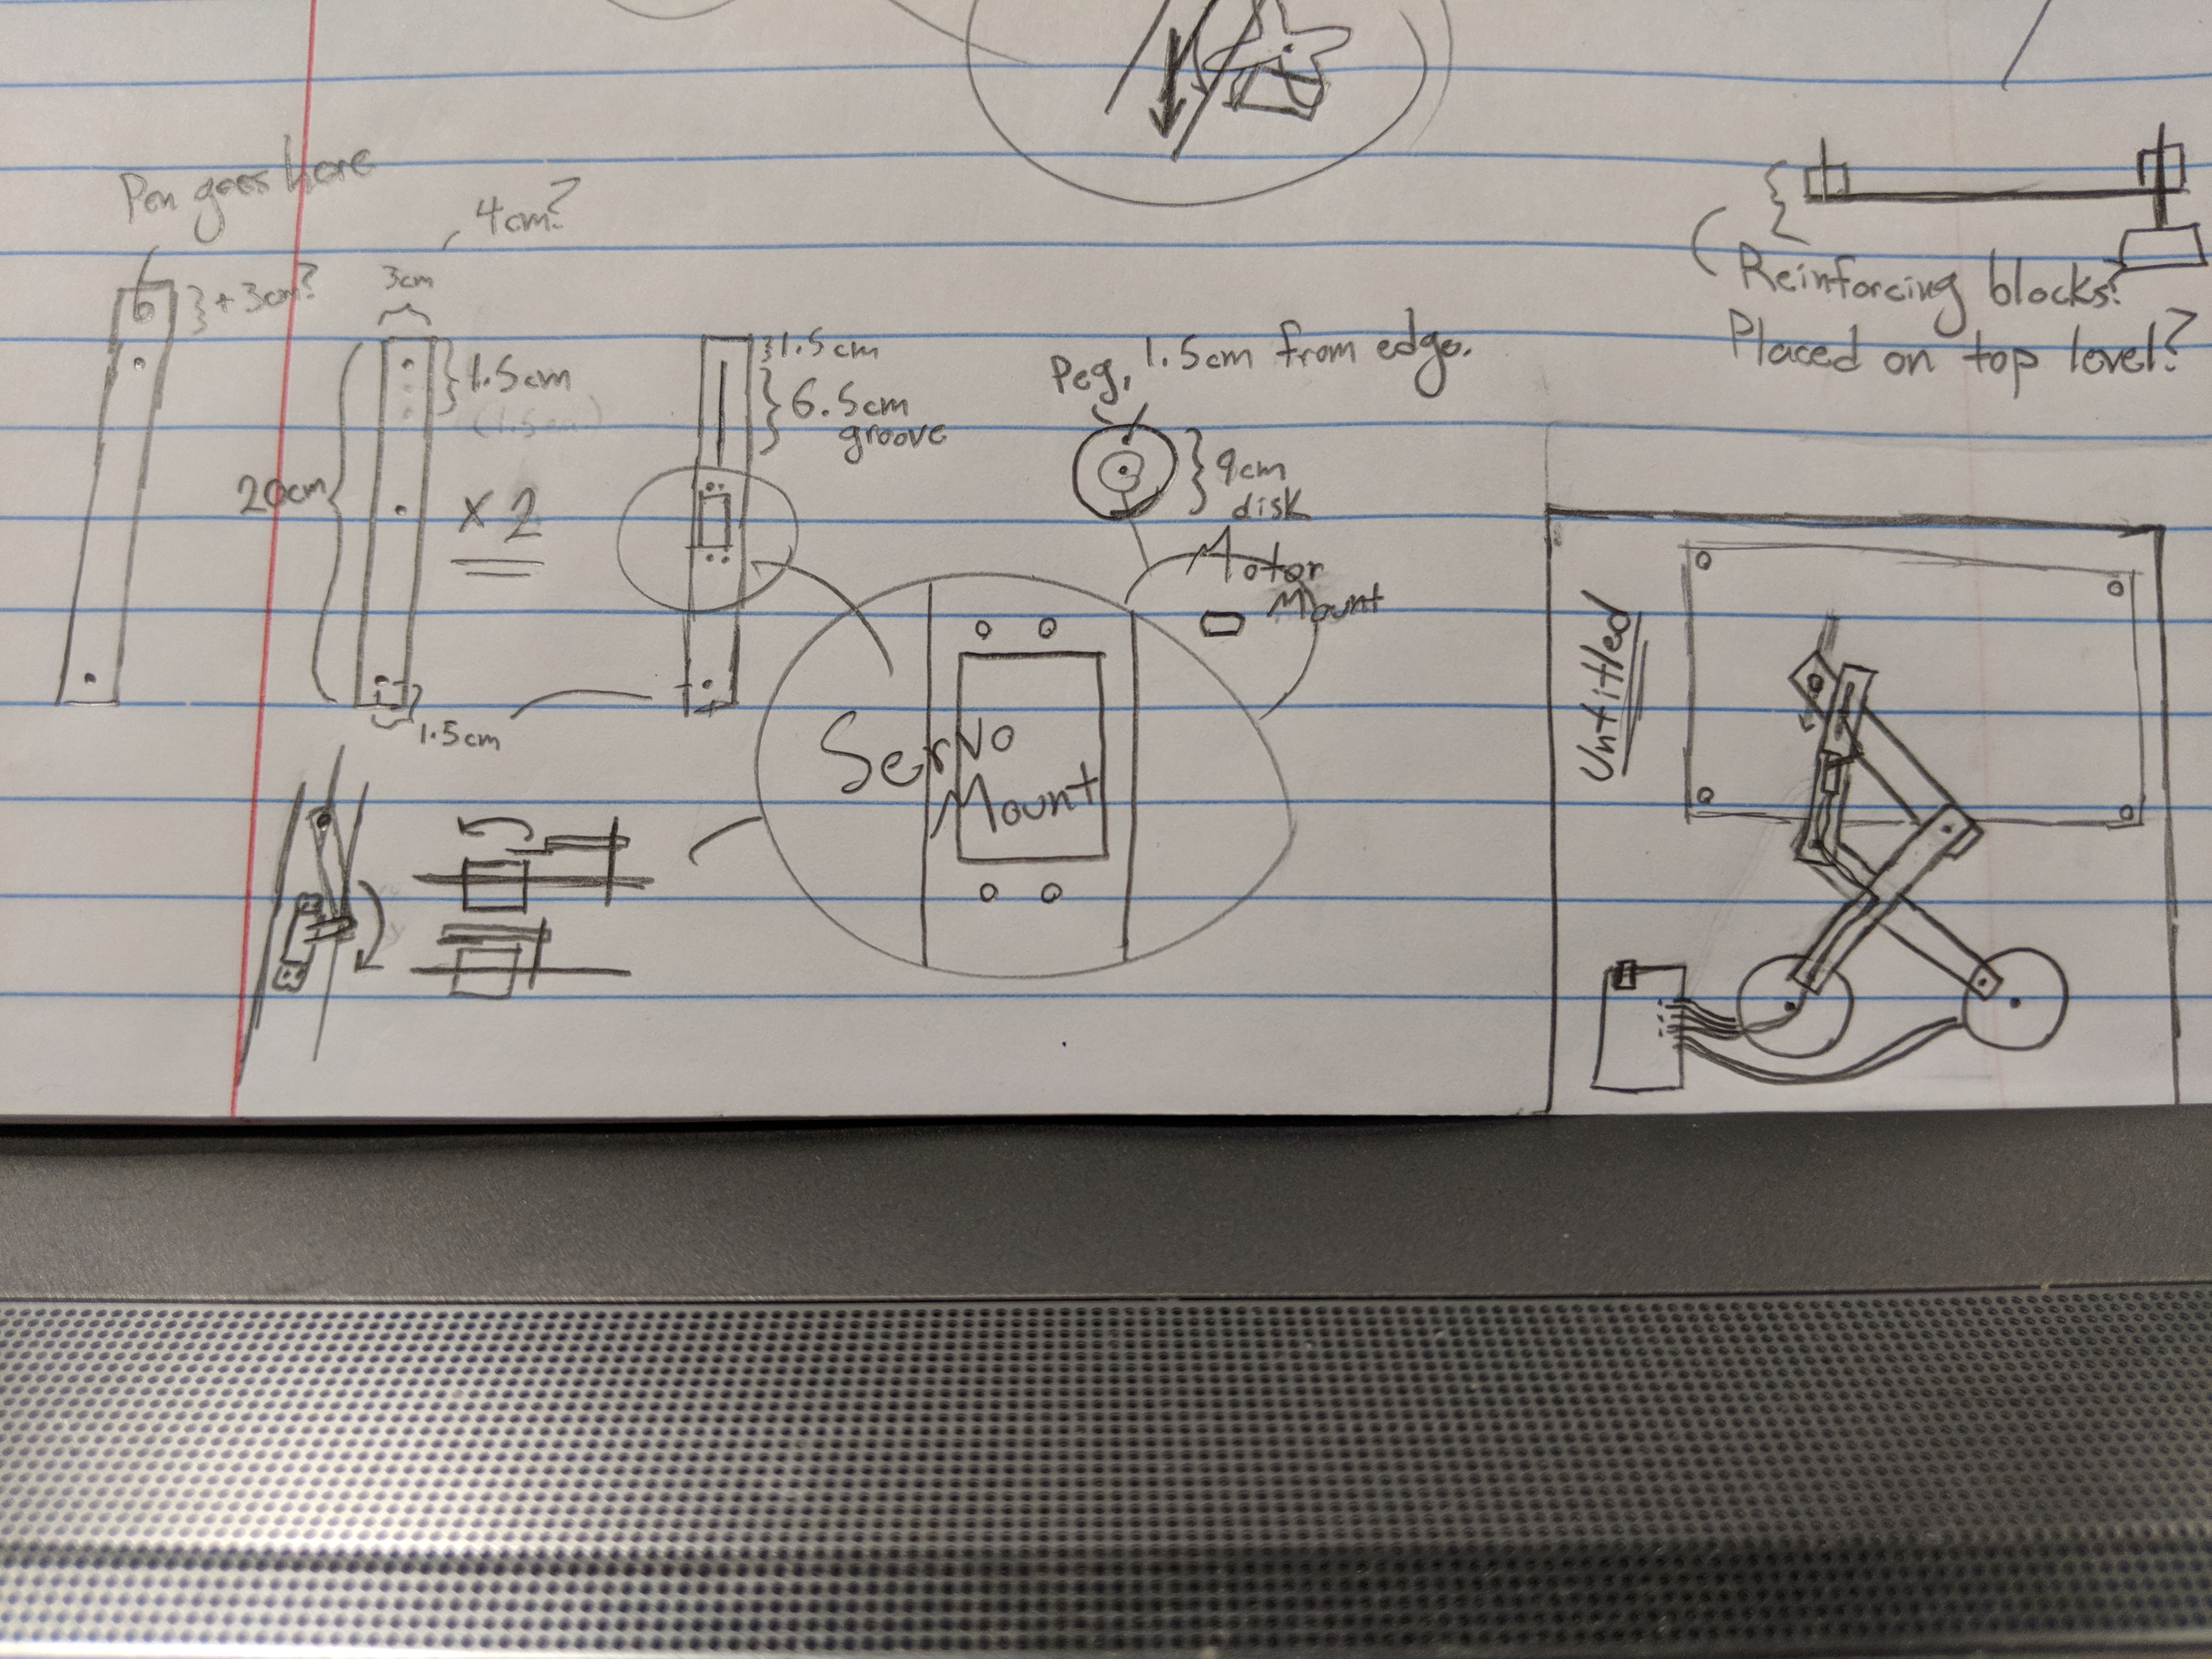 Pen goes here
4cm?
+3cm?
3cm
1.5cm
(1.5cm)
20cm
x 2
1.5cm
1.5cm
6.5cm
groove
Peg, 1.5cm from edge.
9cm
disk
Motor
Mount
Servo
Mount
Reinforcing blocks?
Placed on top level?
Untitled